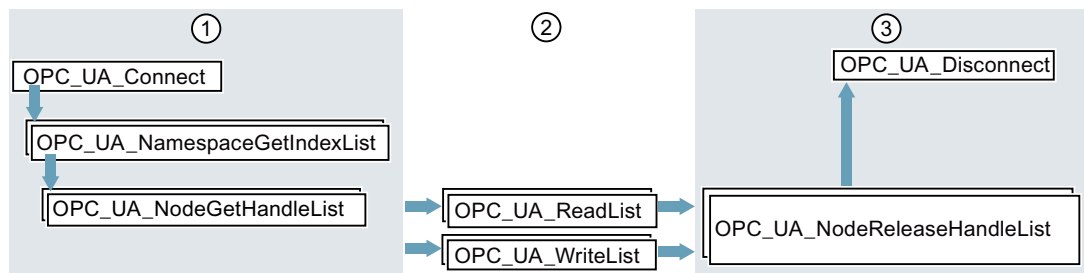 ①
OPC_UA_Connect
OPC_UA_NamespaceGetIndexList
OPC_UA_NodeGetHandleList
②
OPC_UA_ReadList
OPC_UA_WriteList
③
OPC_UA_Disconnect
OPC_UA_NodeReleaseHandleList